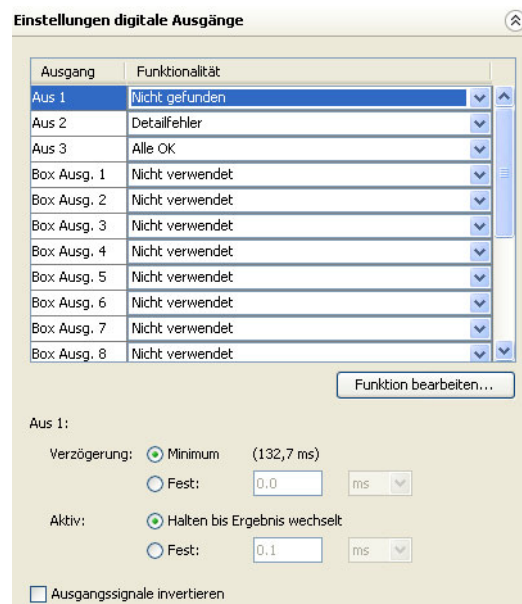 Einstellungen digitale Ausgänge
Ausgang Funktionalität
Aus 1 Nicht gefunden
Aus 2 Detailfehler
Aus 3 Alle OK
Box Ausg. 1 Nicht verwendet
Box Ausg. 2 Nicht verwendet
Box Ausg. 3 Nicht verwendet
Box Ausg. 4 Nicht verwendet
Box Ausg. 5 Nicht verwendet
Box Ausg. 6 Nicht verwendet
Box Ausg. 7 Nicht verwendet
Box Ausg. 8 Nicht verwendet
Funktion bearbeiten...
Aus 1:
Verzögerung: Minimum (132,7 ms)
Fest: 0.0 ms
Aktiv: Halten bis Ergebnis wechselt
Fest: 0.1 ms
Ausgangssignale invertieren